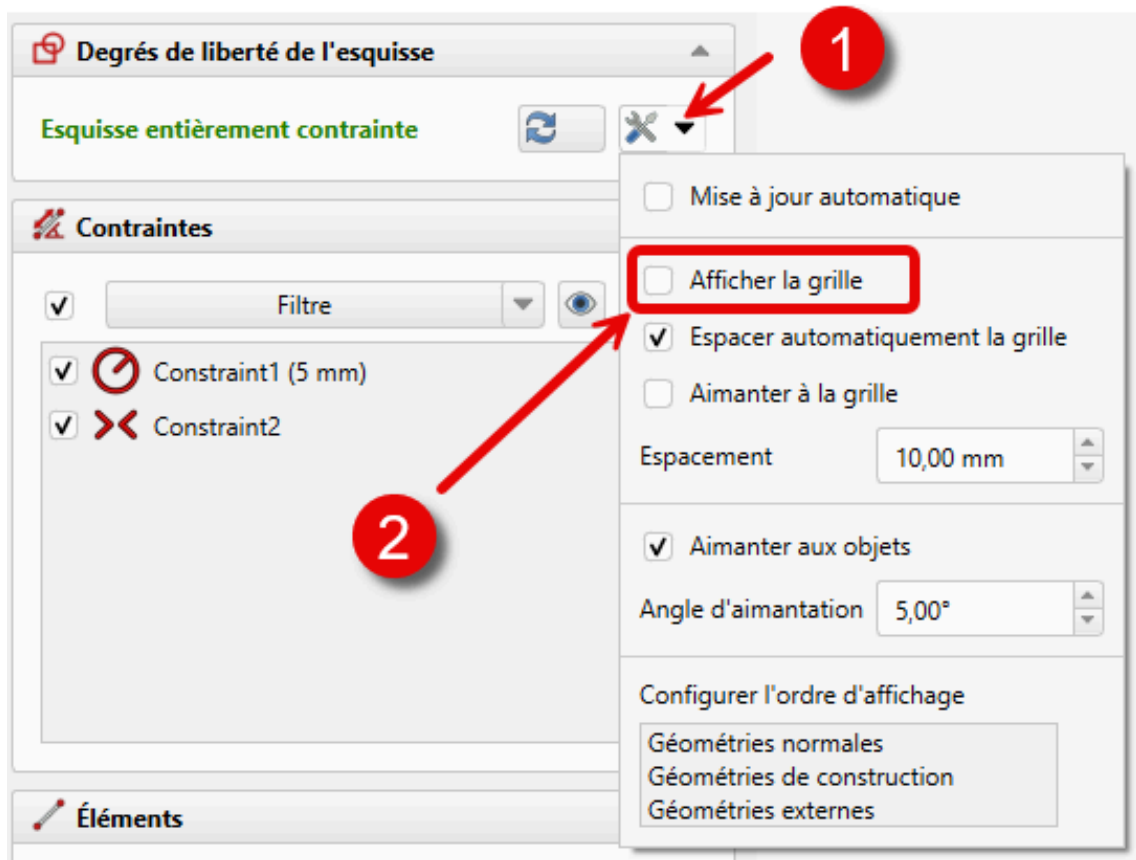 Degrés de liberté de l'esquisse
1
Esquisse entièrement contrainte
Mise à jour automatique
Contraintes
Afficher la grille
Filtre
Espacer automatiquement la grille
Constraint1 (5 mm)
Aimanter à la grille
Constraint2
Espacement 10,00 mm
2
Aimanter aux objets
Angle d'aimantation 5,00°
Configurer l'ordre d'affichage
Géométries normales
Géométries de construction
Géométries externes
Éléments